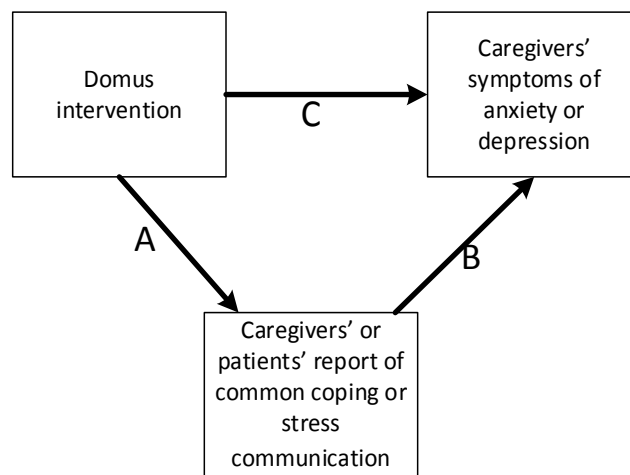 Domus
intervention
C
Caregivers’
symptoms of
anxiety or
depression
A
B
Caregivers’ or
patients’ report of
common coping or
stress
communication